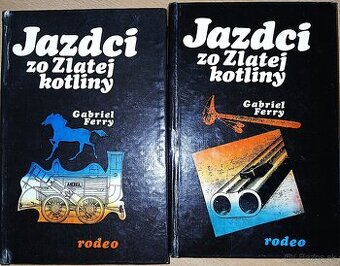 Jazdci
zo Zlatej
kotliny
Gabriel
Ferry
rodeo
Jazdci
zo Zlatej
kotliny
Gabriel
Ferry
rodeo